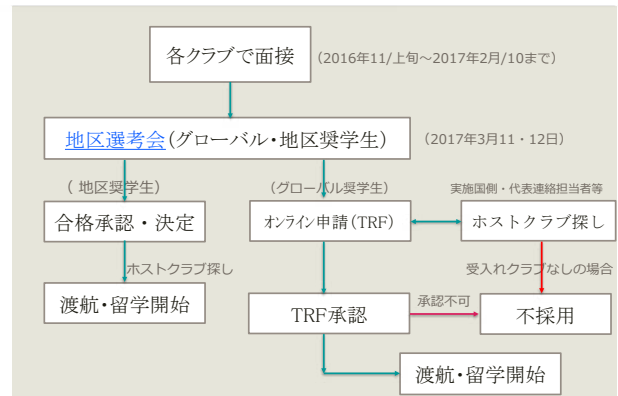 各クラブで面接 (2016年11/上旬～2017年2月/10まで)
地区選考会(グローバル・地区奨学生) (2017年3月11・12日)
( 地区奨学生) (グローバル奨学生) 実施国側・代表連絡担当者等
合格承認・決定 オンライン申請(TRF) ホストクラブ探し
ホストクラブ探し 受入れクラブなしの場合
渡航・留学開始 TRF承認 承認不可 不採用
渡航・留学開始